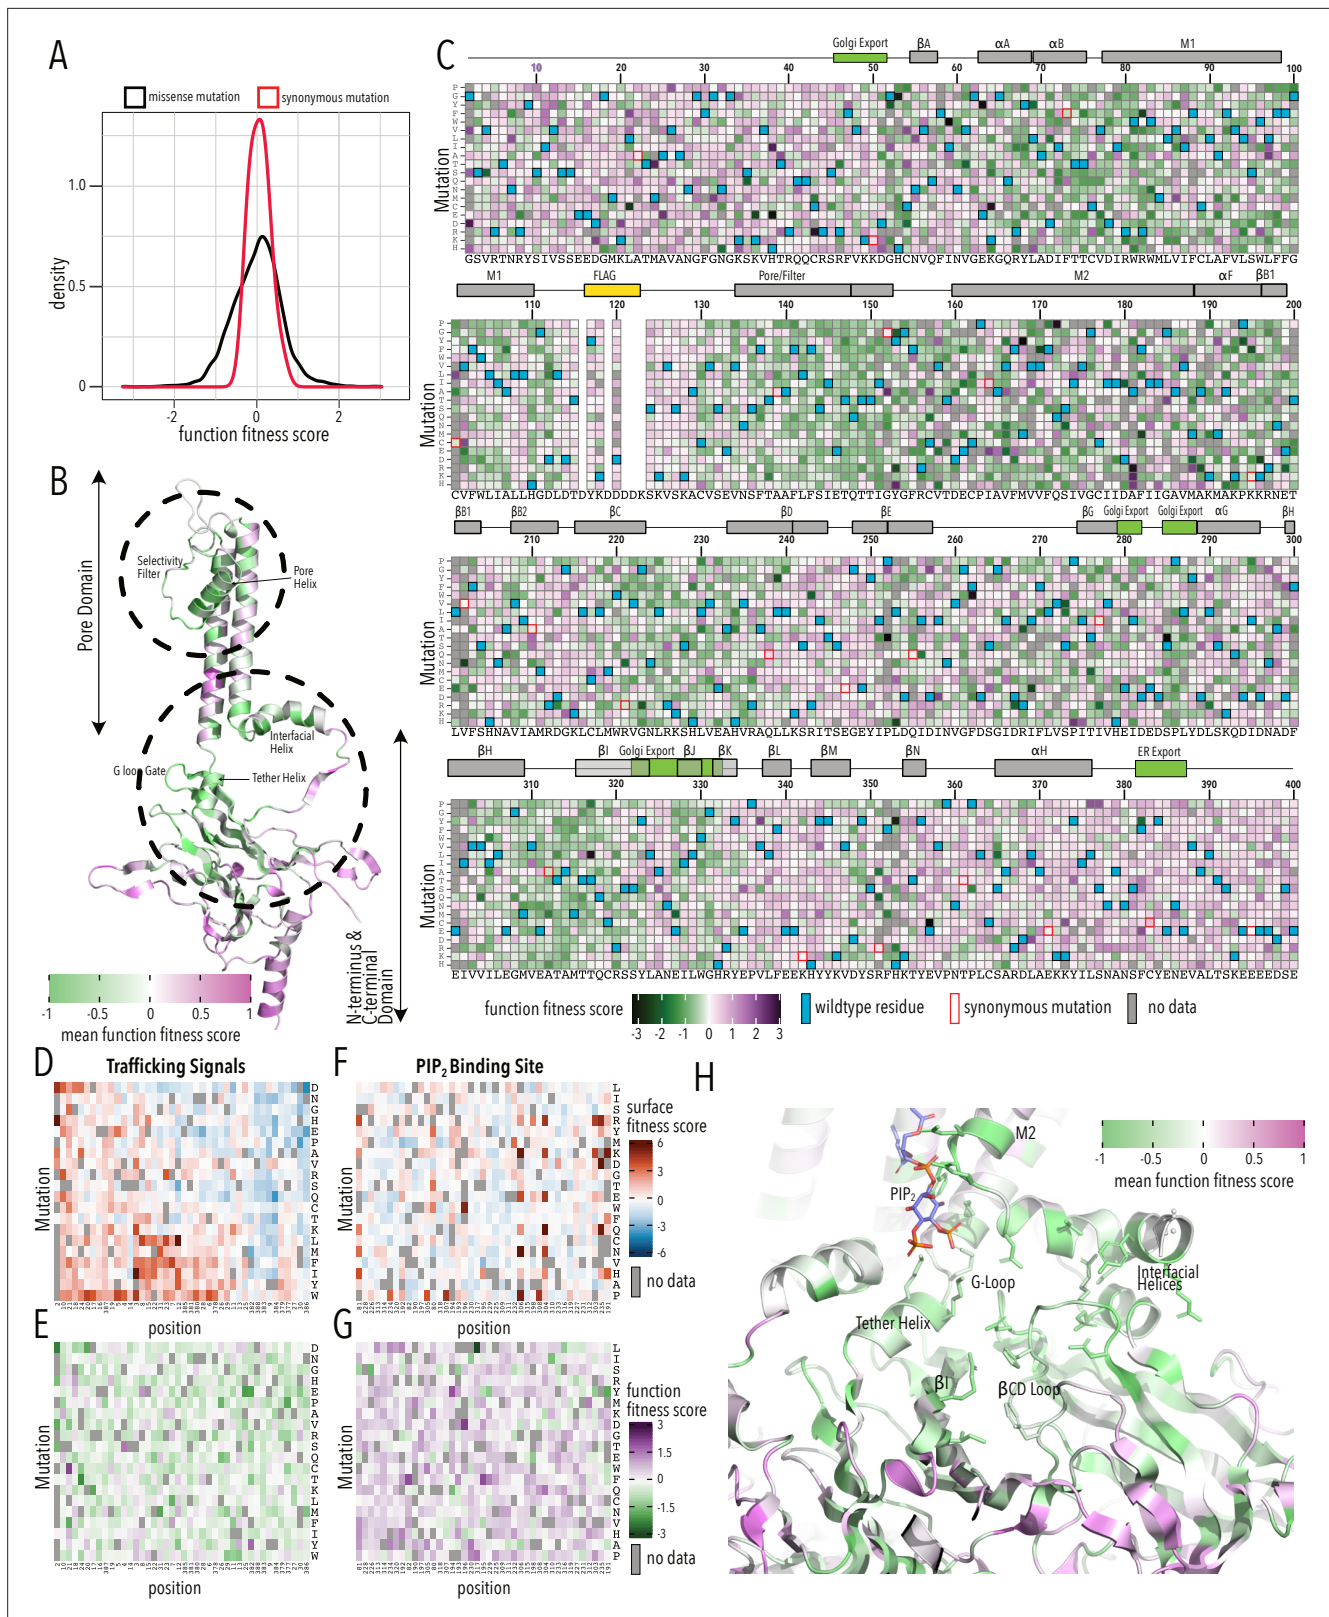 A
missense mutation
synonymous mutation
density
1.0
0.5
0
-2
0
2
function fitness score
B
Pore Domain
Selectivity
Filter
Pore
Helix
Interfacial
Helix
G loop Gate
Tether Helix
N-terminus &
C-terminal
Domain
-1 -0.5 0 0.5 1
mean function fitness score
C
Golgi Export βA αA αB M1
10 20 30 40 50 60 70 80 90 100
Mutation
P
G
Y
F
W
V
L
I
A
T
S
Q
N
M
C
E
D
R
K
H
GSVRTNRYSIVSSEEDGMKLATMAVANGFGNGKSKVHTRQQCRSRFVKKDGHCNVQFINVGEKGQRYLADIFTTCVDIRWRWMLVIFCLAFVLSWLFFG
M1 FLAG Pore/Filter M2 αF βB1
110 120 130 140 150 160 170 180 190 200
Mutation
P
G
Y
F
W
V
L
I
A
T
S
Q
N
M
C
E
D
R
K
H
CVFWLIALLHGDLDTDYKDDDDKSKVSKACVSEVNSFTAAFLFSIETQTTIGYGFRCVTDECPIAVFMVVFQSIVGCIIDAFIIGAVMAKMAKPKKRNET
βB1 βB2 βC βD βE βG Golgi Export Golgi Export αG βH
210 220 230 240 250 260 270 280 290 300
Mutation
P
G
Y
F
W
V
L
I
A
T
S
Q
N
M
C
E
D
R
K
H
LVFSHNAVIAMRDGKLCLMWRVGNLRKSHLVEAHVRAQLLKSRITSEGEYIPLDQIDINVGFDSGIDRIFLVSPITIVHEIDEDSPLYDLSKQDIDNADF
βH βI Golgi Export βJ βK βL βM βN αH ER Export
310 320 330 340 350 360 370 380 390 400
Mutation
P
G
Y
F
W
V
L
I
A
T
S
Q
N
M
C
E
D
R
K
H
EIVVILEGMVEATAMTTQCRSSYLANEILWGHRYEPVLFEEKHYYKVDYSRFHKTYEVPNTPLCSARDLAEKKYILSNANSFCYENEVALTSKEEEEDSE
function fitness score
-3 -2 -1 0 1 2 3
wildtype residue
synonymous mutation
no data
D
Trafficking Signals
Mutation
D
N
G
H
E
P
A
V
R
S
Q
C
T
K
L
M
F
I
Y
W
position
E
Mutation
D
N
G
H
E
P
A
V
R
S
Q
C
T
K
L
M
F
I
Y
W
position
F
PIP2 Binding Site
Mutation
L
I
S
R
Y
M
K
D
G
T
E
W
F
Q
C
N
V
H
A
P
position
surface
fitness score
6
3
0
-3
-6
no data
G
Mutation
L
I
S
R
Y
M
K
D
G
T
E
W
F
Q
C
N
V
H
A
P
position
function
fitness score
3
1.5
0
-1.5
-3
no data
H
M2
PIP2
G-Loop
Interfacial
Helices
Tether Helix
βI
βCD Loop
-1 -0.5 0 0.5 1
mean function fitness score